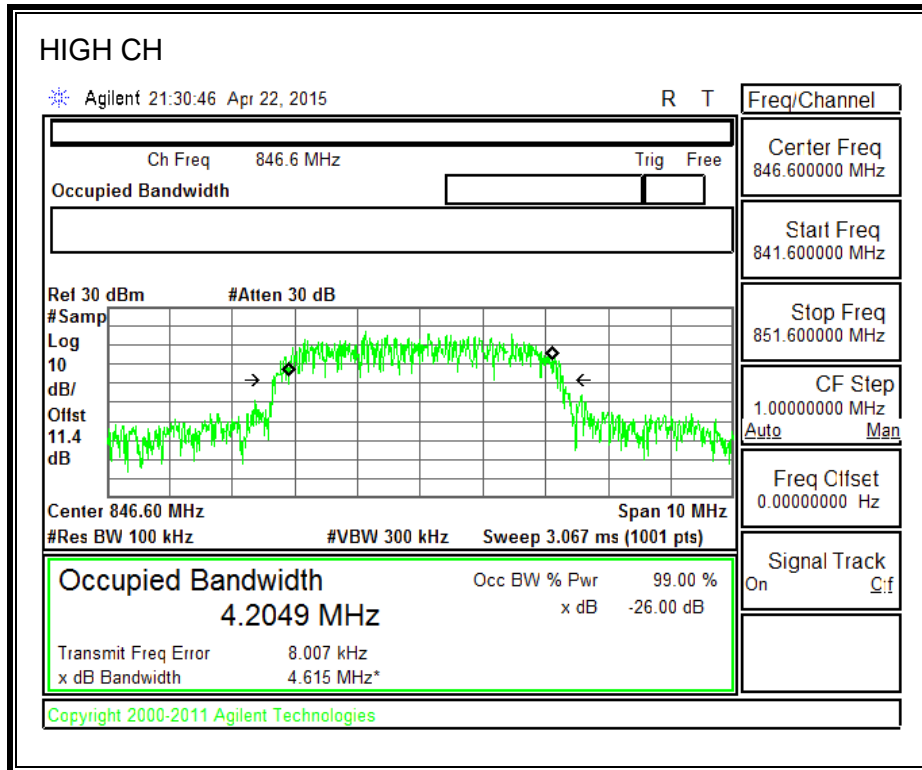 HIGH CH
Agilent 21:30:46 Apr 22, 2015 R T
Freq/Channel
Ch Freq 846.6 MHz Trig Free
Occupied Bandwidth
Center Freq
846.600000 MHz
Start Freq
841.600000 MHz
Stop Freq
851.600000 MHz
CF Step
1.00000000 MHz
Auto Man
Freq Offset
0.00000000 Hz
Signal Track
On Off
Ref 30 dBm #Atten 30 dB
#Samp
Log
10
dB/
Offst
11.4
dB
Center 846.60 MHz Span 10 MHz
#Res BW 100 kHz #VBW 300 kHz Sweep 3.067 ms (1001 pts)
Occupied Bandwidth Occ BW % Pwr 99.00 %
4.2049 MHz x dB -26.00 dB
Transmit Freq Error 8.007 kHz
x dB Bandwidth 4.615 MHz*
Copyright 2000-2011 Agilent Technologies